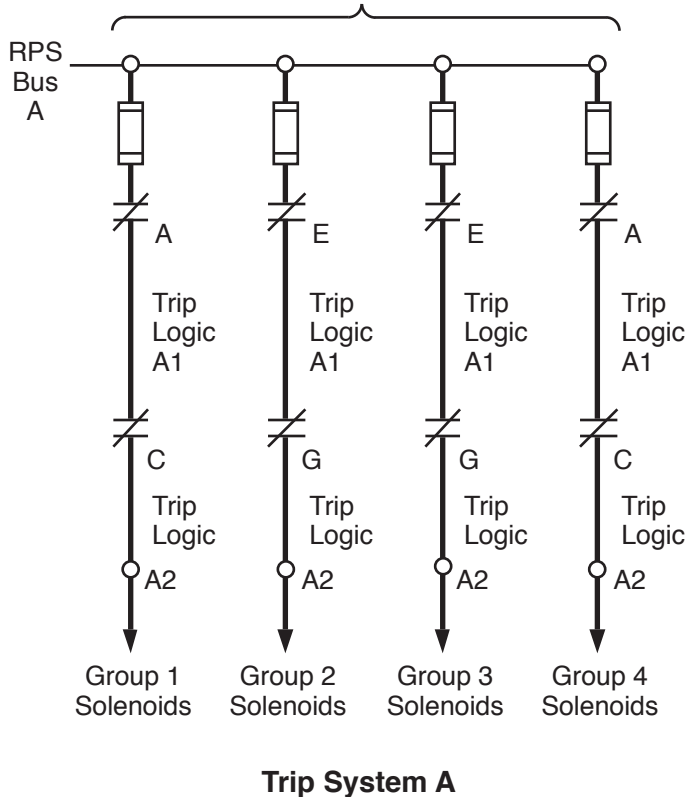 RPS
Bus
A
A
E
E
A
Trip
Logic
A1
Trip
Logic
A1
Trip
Logic
A1
Trip
Logic
A1
C
G
G
C
Trip
Logic
A2
Trip
Logic
A2
Trip
Logic
A2
Trip
Logic
A2
Group 1
Solenoids
Group 2
Solenoids
Group 3
Solenoids
Group 4
Solenoids
Trip System A